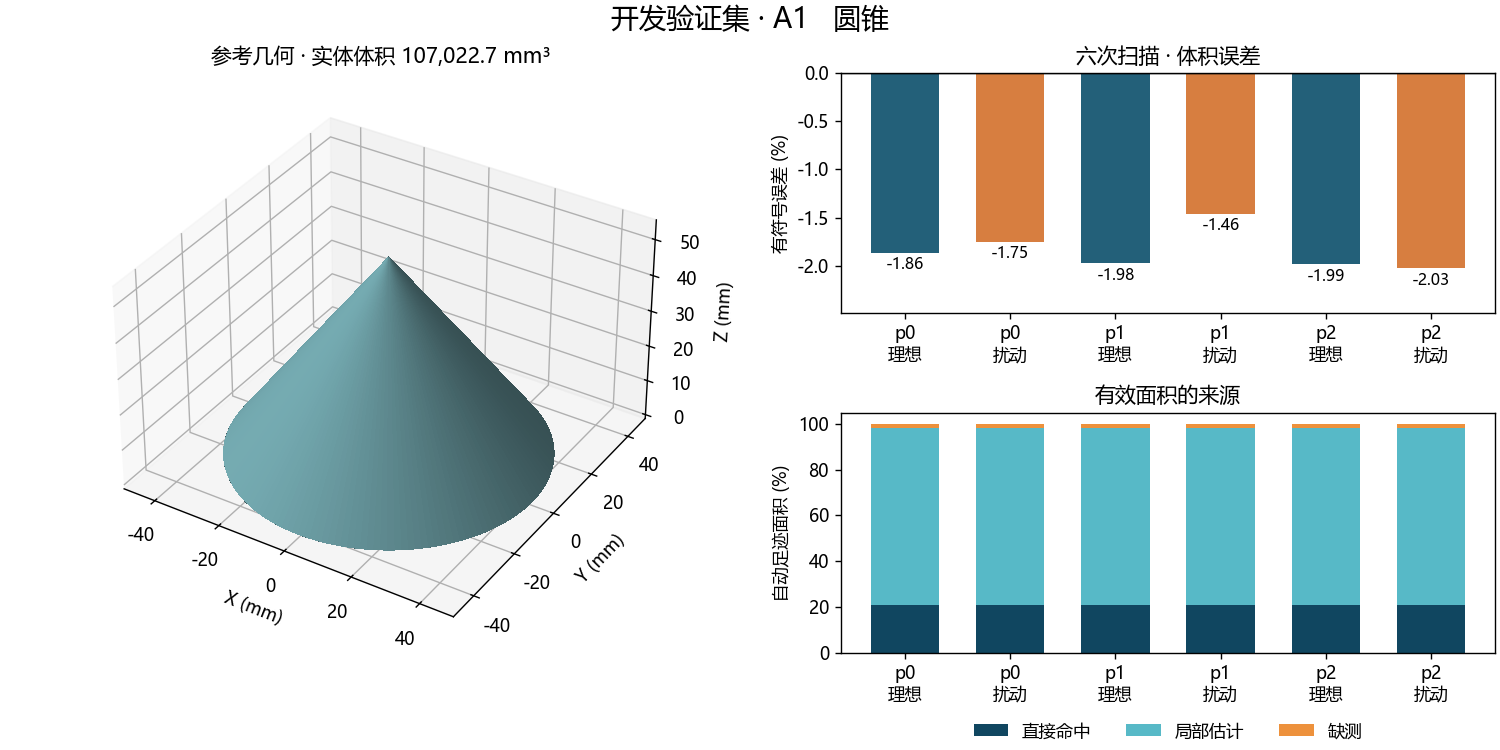 开发验证集 · A1 圆锥
参考几何 · 实体体积 107,022.7 mm³
50
40
30
20
10
0
Z (mm)
40
20
0
-20
-40
Y (mm)
-40
-20
0
20
40
X (mm)
六次扫描 · 体积误差
有符号误差 (%)
0.0
-0.5
-1.0
-1.5
-2.0
-1.86
-1.75
-1.98
-1.46
-1.99
-2.03
p0 p0 p1 p1 p2 p2
理想 扰动 理想 扰动 理想 扰动
有效面积的来源
自动足迹面积 (%)
100
80
60
40
20
0
p0 p0 p1 p1 p2 p2
理想 扰动 理想 扰动 理想 扰动
直接命中 局部估计 缺测